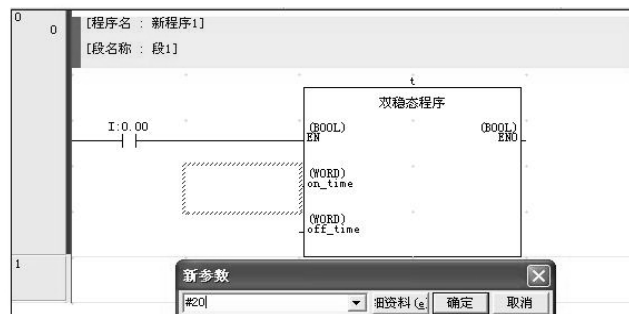 0
0
[程序名 : 新程序1]
[段名称 : 段1]
t
双稳态程序
I:0.00
(BOOL)
EN
(BOOL)
ENO
(WORD)
on_time
(WORD)
off_time
1
新参数
#20
细资料(e)
确定
取消